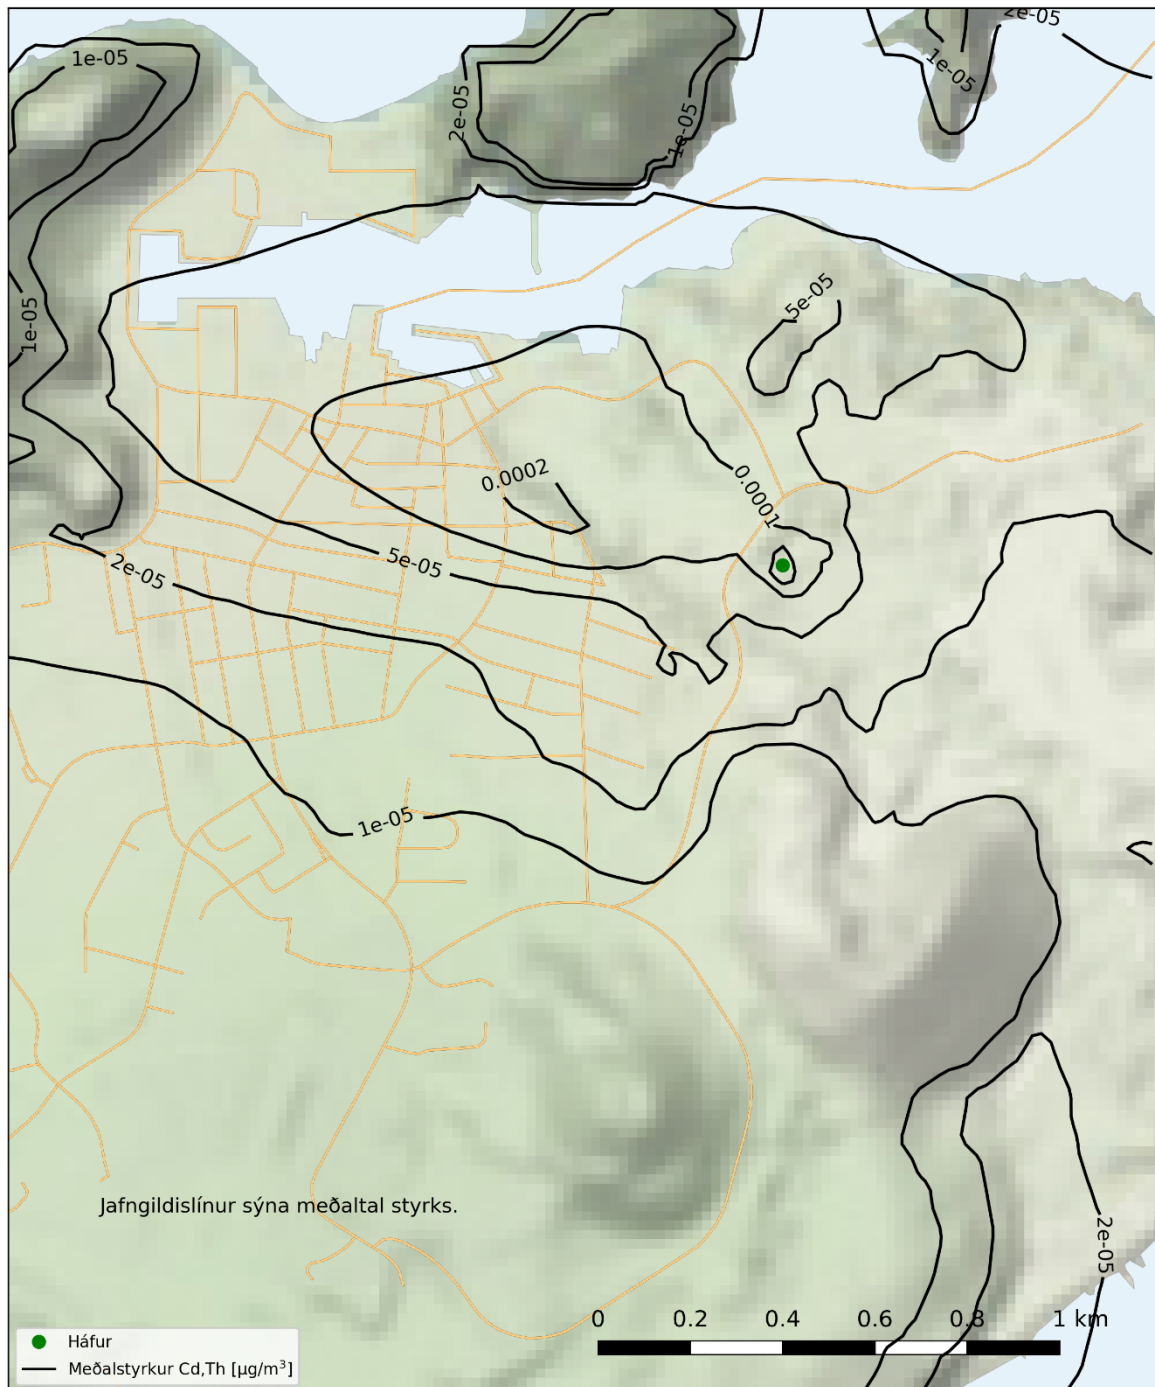 2e-05
1e-05
1e-05
2e-05
1e-05
5e-05
1e-05
0.0002
0.0001
5e-05
2e-05
1e-05
Jafngildislínur sýna meðaltal styrks.
2e-05
0 0.2 0.4 0.6 0.8 1 km
Háfur
Meðalstyrkur Cd,Th [µg/m³]